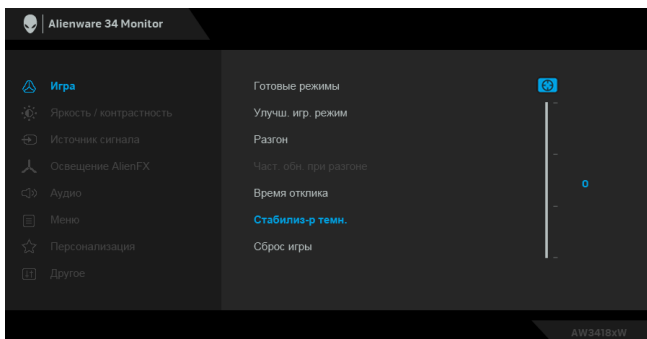 Alienware 34 Monitor
Игра
Яркость / контрастность
Источник сигнала
Освещение AlienFX
Аудио
Меню
Персонализация
Другое
Готовые режимы
Улучш. игр. режим
Разгон
Част. обн. при разгоне
Время отклика
Стабилиз-р темн.
Сброс игры
0
AW3418xW